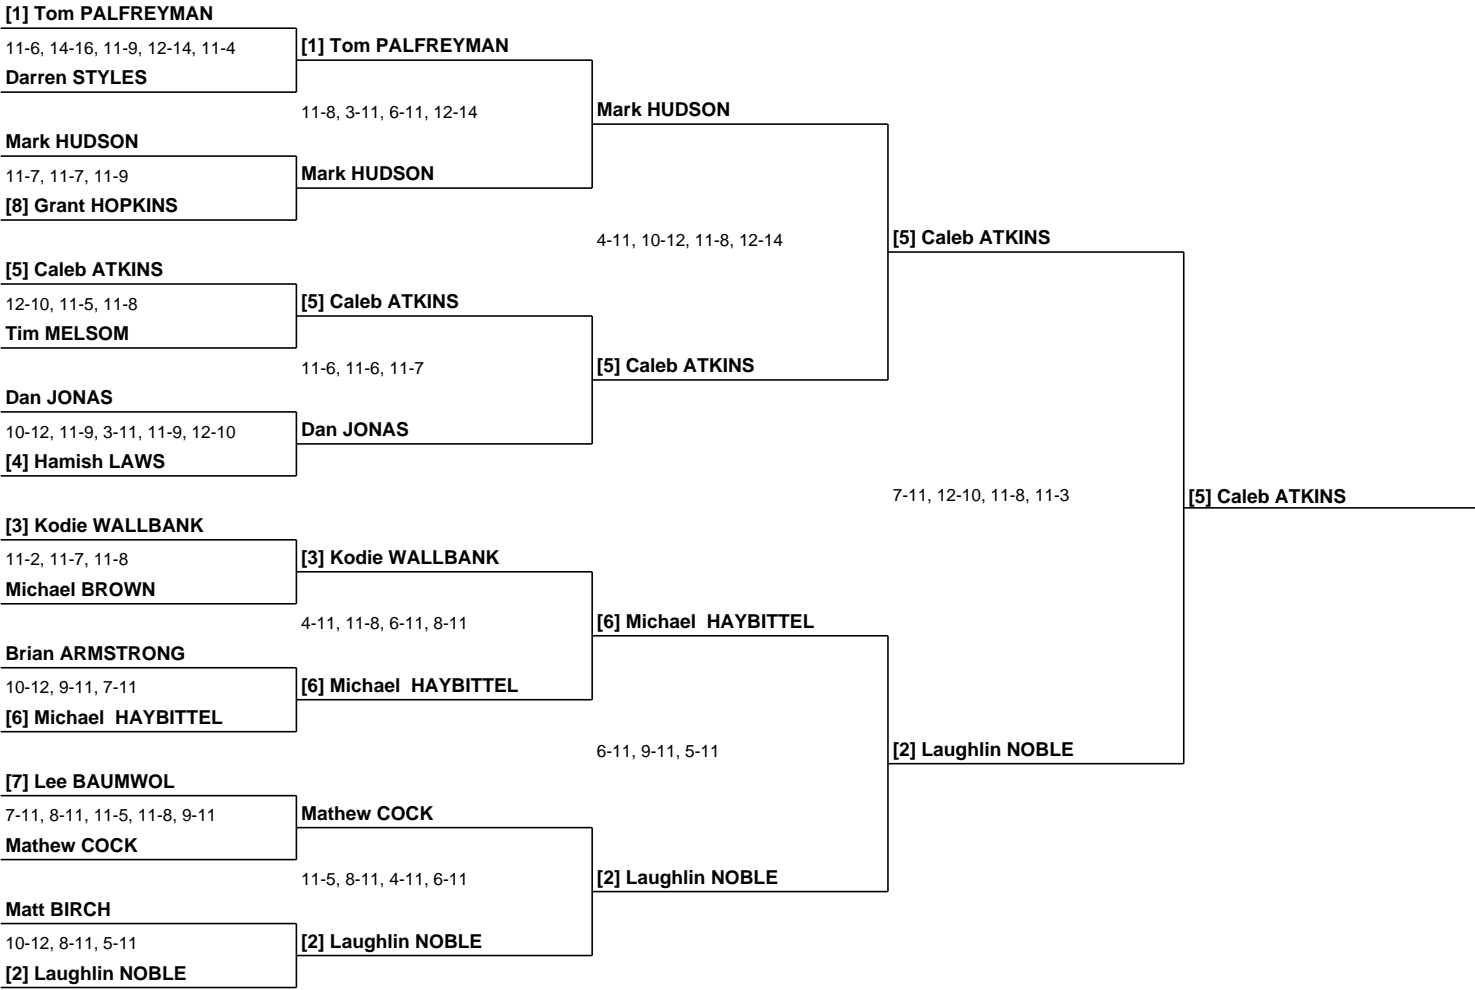 [1] Tom PALFREYMAN
11-6, 14-16, 11-9, 12-14, 11-4
Darren STYLES
Mark HUDSON
11-7, 11-7, 11-9
[8] Grant HOPKINS
[5] Caleb ATKINS
12-10, 11-5, 11-8
Tim MELSOM
Dan JONAS
10-12, 11-9, 3-11, 11-9, 12-10
[4] Hamish LAWS
[3] Kodie WALLBANK
11-2, 11-7, 11-8
Michael BROWN
Brian ARMSTRONG
10-12, 9-11, 7-11
[6] Michael  HAYBITTEL
[7] Lee BAUMWOL
7-11, 8-11, 11-5, 11-8, 9-11
Mathew COCK
Matt BIRCH
10-12, 8-11, 5-11
[2] Laughlin NOBLE
[1] Tom PALFREYMAN
11-8, 3-11, 6-11, 12-14
Mark HUDSON
[5] Caleb ATKINS
11-6, 11-6, 11-7
Dan JONAS
[3] Kodie WALLBANK
4-11, 11-8, 6-11, 8-11
[6] Michael  HAYBITTEL
Mathew COCK
11-5, 8-11, 4-11, 6-11
[2] Laughlin NOBLE
Mark HUDSON
4-11, 10-12, 11-8, 12-14
[5] Caleb ATKINS
[6] Michael  HAYBITTEL
6-11, 9-11, 5-11
[2] Laughlin NOBLE
[5] Caleb ATKINS
7-11, 12-10, 11-8, 11-3
[2] Laughlin NOBLE
[5] Caleb ATKINS